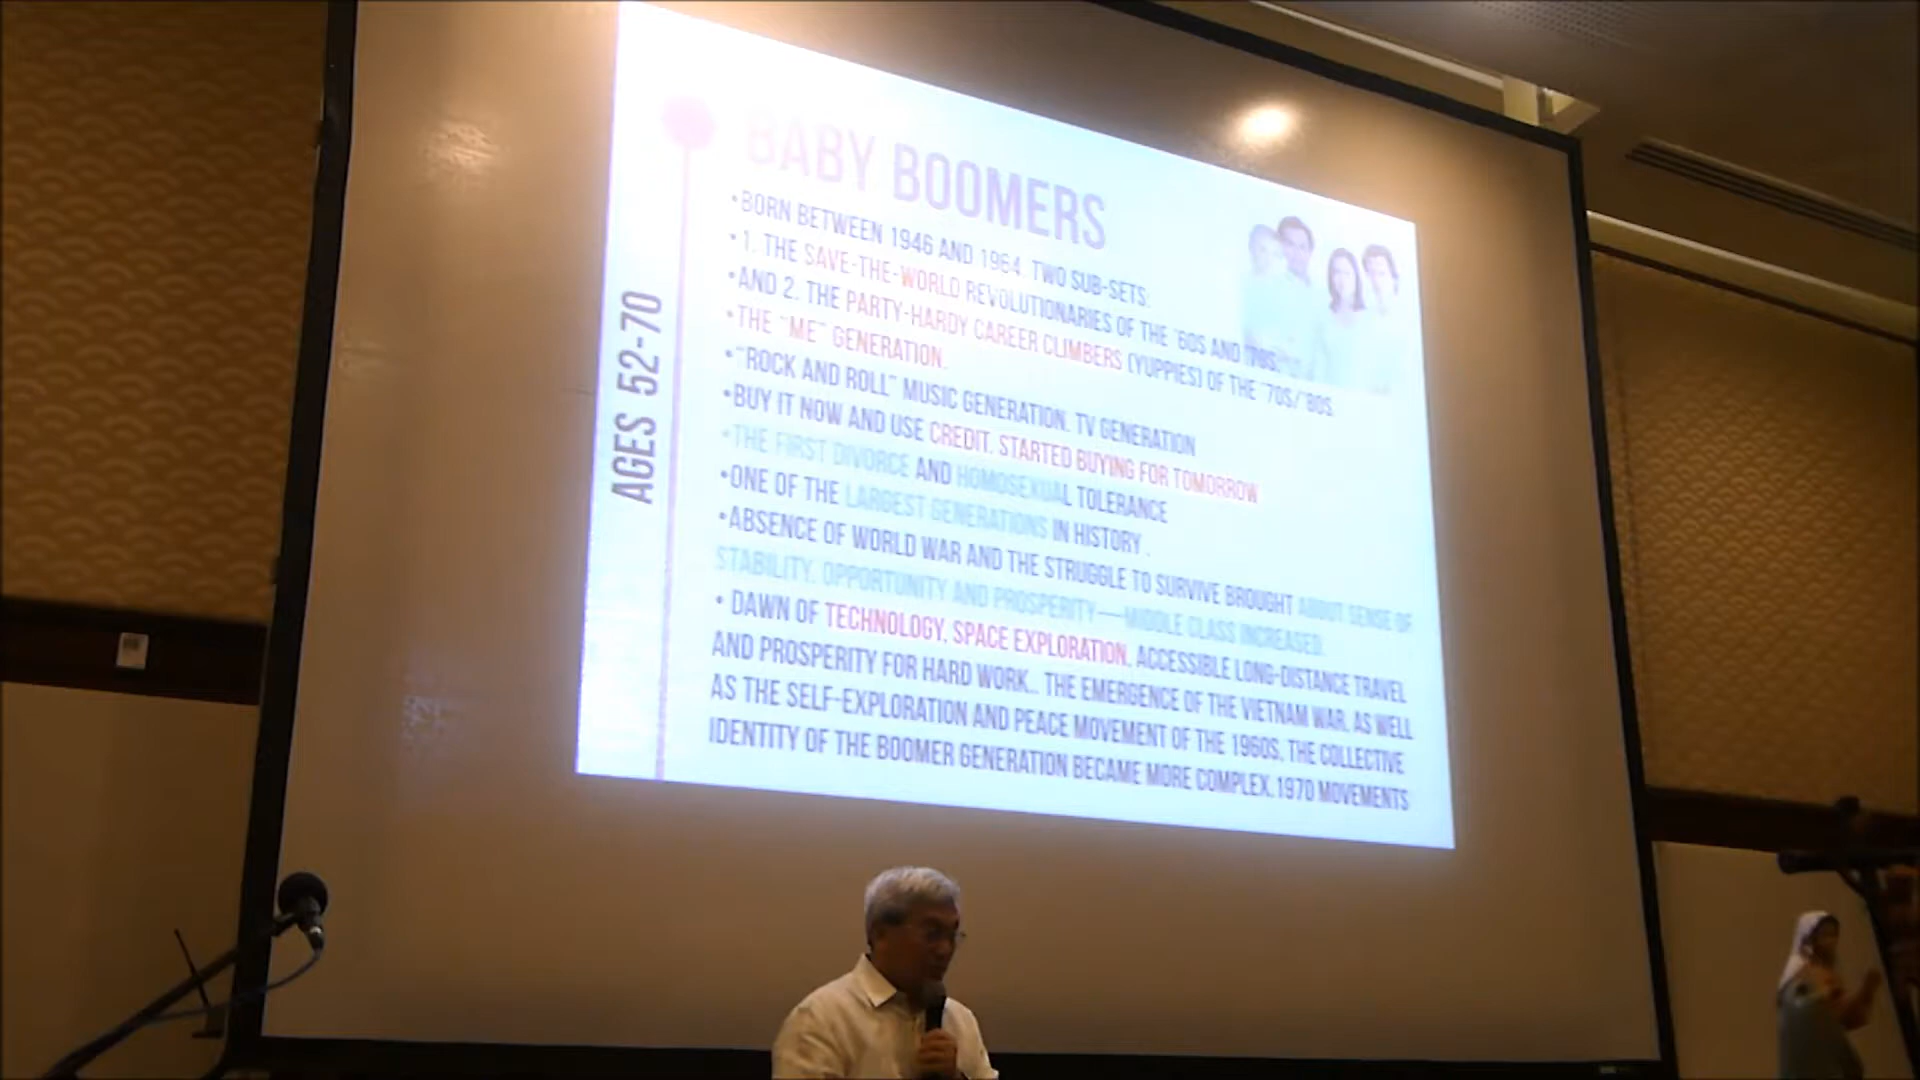 BABY BOOMERS
•BORN BETWEEN 1946 AND 1964. TWO SUB-SETS:
•1. THE SAVE-THE-WORLD REVOLUTIONARIES OF THE '60S AND '70S.
•AND 2. THE PARTY-HARDY CAREER CLIMBERS (YUPPIES) OF THE '70S/'80S.
•THE "ME" GENERATION.
•"ROCK AND ROLL" MUSIC GENERATION. TV GENERATION
•BUY IT NOW AND USE CREDIT. STARTED BUYING FOR TOMORROW
•THE FIRST DIVORCE AND HOMOSEXUAL TOLERANCE
•ONE OF THE LARGEST GENERATIONS IN HISTORY .
•ABSENCE OF WORLD WAR AND THE STRUGGLE TO SURVIVE BROUGHT ABOUT SENSE OF
STABILITY, OPPORTUNITY AND PROSPERITY—MIDDLE CLASS INCREASED.
• DAWN OF TECHNOLOGY, SPACE EXPLORATION, ACCESSIBLE LONG-DISTANCE TRAVEL
AND PROSPERITY FOR HARD WORK.. THE EMERGENCE OF THE VIETNAM WAR, AS WELL
AS THE SELF-EXPLORATION AND PEACE MOVEMENT OF THE 1960S, THE COLLECTIVE
IDENTITY OF THE BOOMER GENERATION BECAME MORE COMPLEX.1970 MOVEMENTS
AGES 52-70